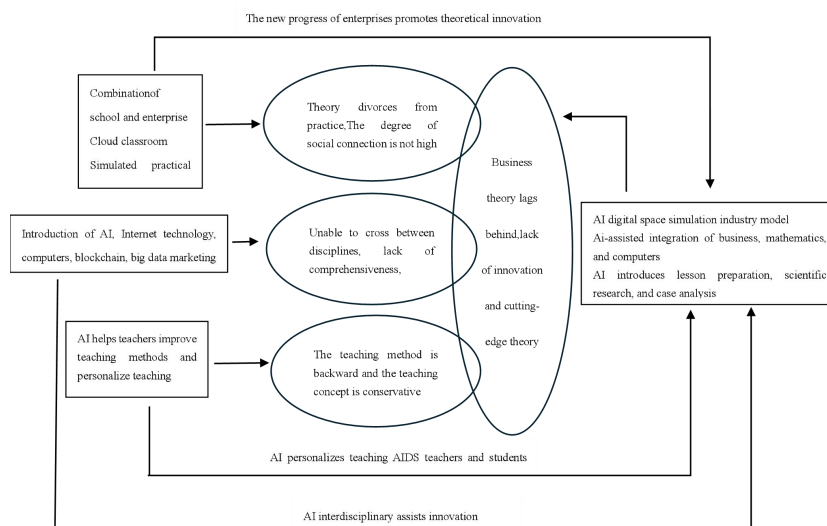 The new progress of enterprises promotes theoretical innovation
Combinationof
school and enterprise
Cloud classroom
Simulated practical
Theory divorces from
practice,The degree of
social connection is not high
Business
theory lags
behind,lack
of innovation
and cutting-
edge theory
Introduction of AI, Internet technology,
computers, blockchain, big data marketing
Unable to cross between
disciplines, lack of
comprehensiveness,
AI digital space simulation industry model
Ai-assisted integration of business, mathematics,
and computers
AI introduces lesson preparation, scientific
research, and case analysis
AI helps teachers improve
teaching methods and
personalize teaching
The teaching method is
backward and the teaching
concept is conservative
AI personalizes teaching AIDS teachers and students
AI interdisciplinary assists innovation